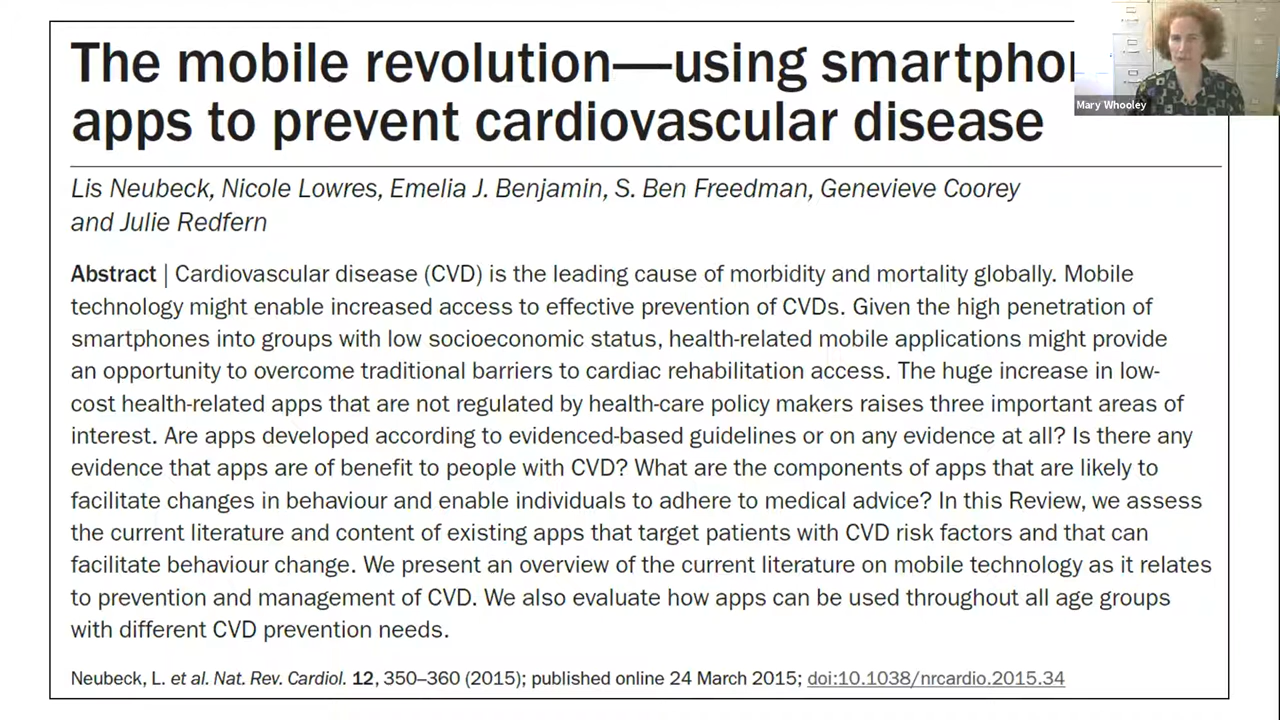 The mobile revolution—using smartpho
apps to prevent cardiovascular disease
Mary Whooley
Lis Neubeck, Nicole Lowres, Emelia J. Benjamin, S. Ben Freedman, Genevieve Coorey
and Julie Redfern
Abstract | Cardiovascular disease (CVD) is the leading cause of morbidity and mortality globally. Mobile
technology might enable increased access to effective prevention of CVDs. Given the high penetration of
smartphones into groups with low socioeconomic status, health-related mobile applications might provide
an opportunity to overcome traditional barriers to cardiac rehabilitation access. The huge increase in low-
cost health-related apps that are not regulated by health-care policy makers raises three important areas of
interest. Are apps developed according to evidenced-based guidelines or on any evidence at all? Is there any
evidence that apps are of benefit to people with CVD? What are the components of apps that are likely to
facilitate changes in behaviour and enable individuals to adhere to medical advice? In this Review, we assess
the current literature and content of existing apps that target patients with CVD risk factors and that can
facilitate behaviour change. We present an overview of the current literature on mobile technology as it relates
to prevention and management of CVD. We also evaluate how apps can be used throughout all age groups
with different CVD prevention needs.
Neubeck, L. et al. Nat. Rev. Cardiol. 12, 350–360 (2015); published online 24 March 2015; doi:10.1038/nrcardio.2015.34